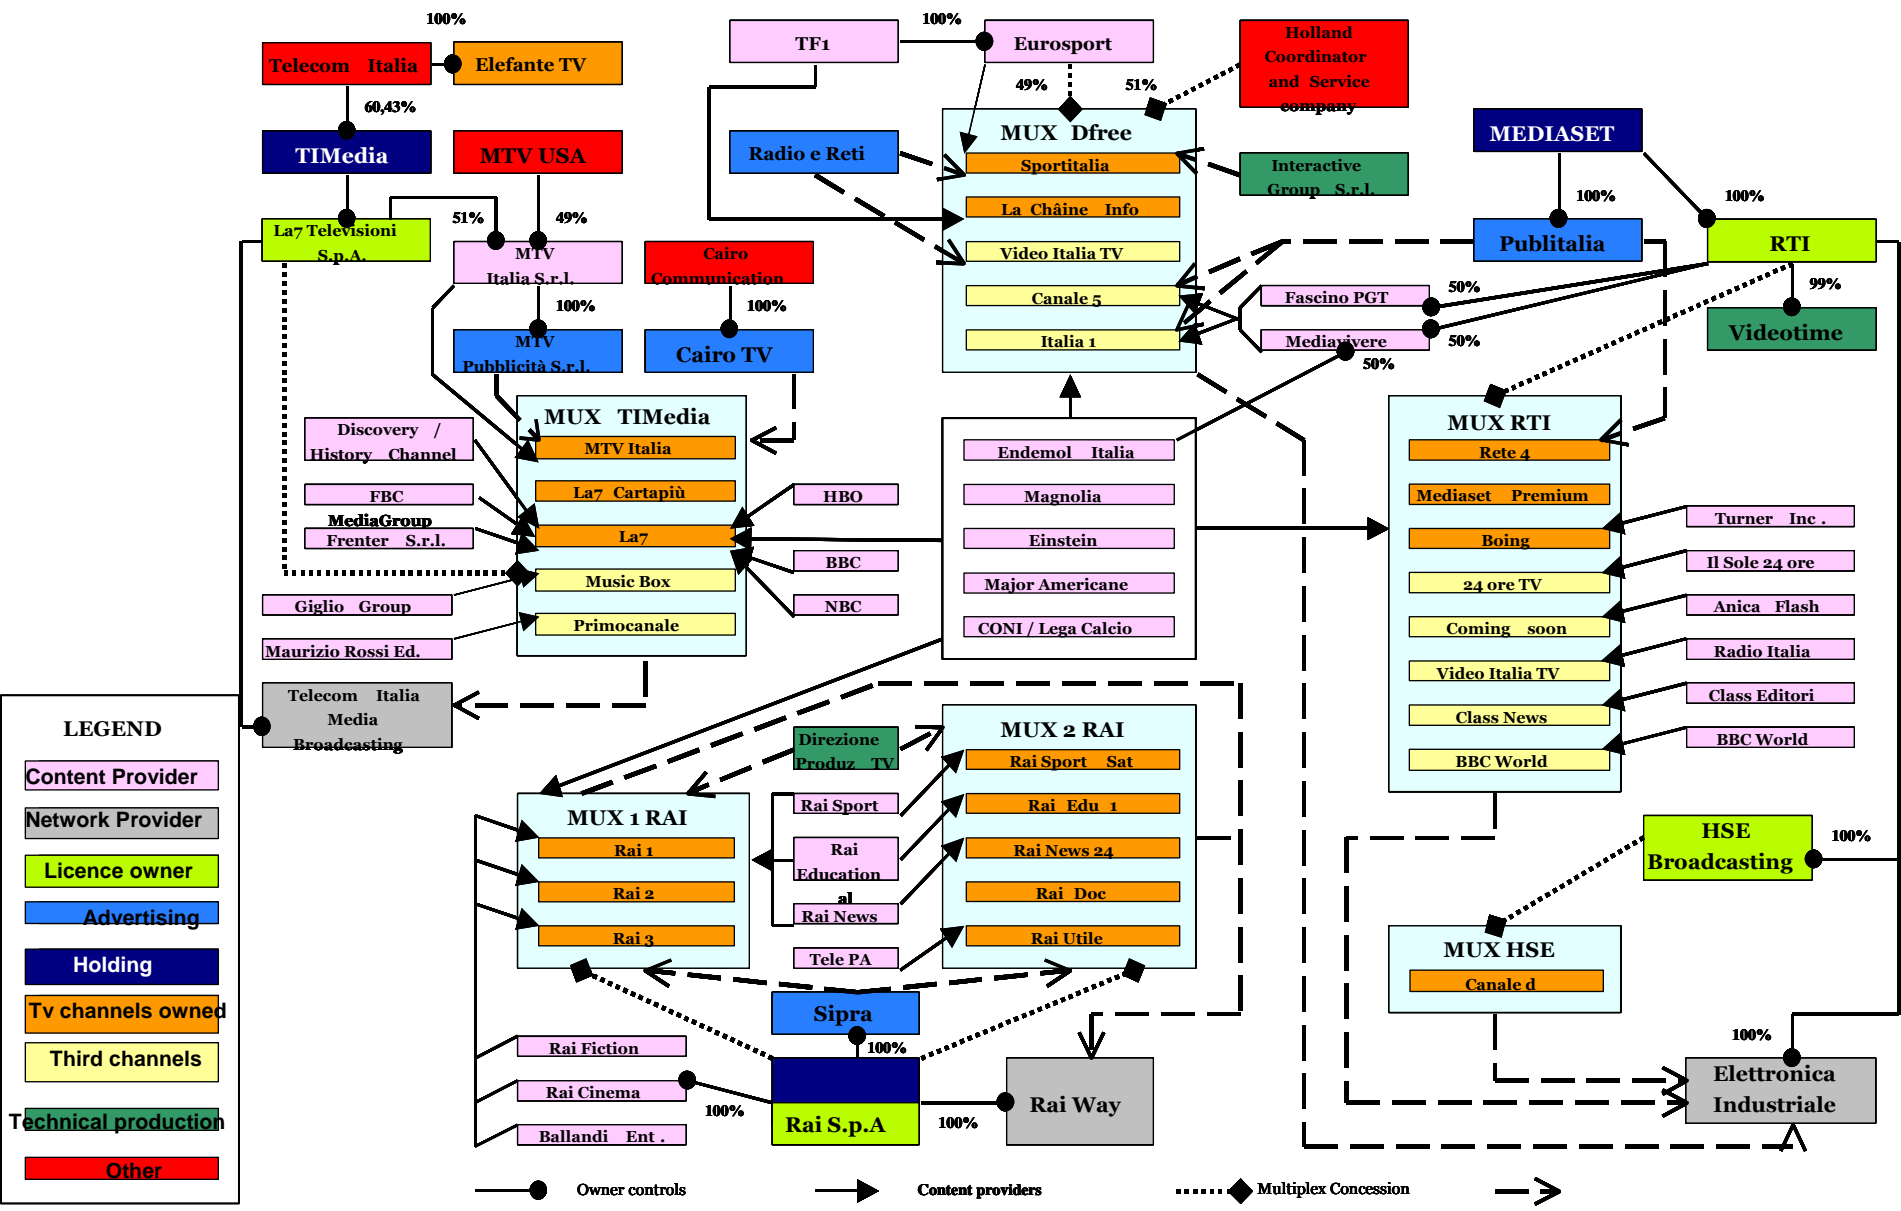 100%
100%
TF1
Eurosport
Holland
Coordinator
and Service
company
Telecom Italia
Elefante TV
49%
51%
60,43%
MUX Dfree
MEDIASET
TIMedia
MTV USA
Radio e Reti
Sportitalia
Interactive
Group S.r.l.
100%
100%
La Châine Info
51%
49%
La7 Televisioni
S.p.A.
MTV
Italia S.r.l.
Cairo
Communication
Video Italia TV
Publitalia
RTI
Canale 5
Fascino PGT
50%
99%
100%
100%
MTV
Pubblicità S.r.l.
Cairo TV
Italia 1
Mediavivere
50%
50%
Videotime
MUX TIMedia
MUX RTI
Discovery /
History Channel
MTV Italia
Endemol Italia
Rete 4
FBC
La7 Cartapiù
HBO
Magnolia
Mediaset Premium
MediaGroup
Frenter S.r.l.
La7
Einstein
Boing
Turner Inc .
BBC
Il Sole 24 ore
Music Box
Major Americane
24 ore TV
Giglio Group
NBC
Anica Flash
Primocanale
CONI / Lega Calcio
Coming soon
Maurizio Rossi Ed.
Radio Italia
Video Italia TV
Telecom Italia
Media
Broadcasting
Class Editori
Class News
MUX 2 RAI
Direzione
Produz TV
BBC World
BBC World
Rai Sport Sat
LEGEND
Content Provider
Network Provider
Licence owner
Advertising
Holding
Tv channels owned
Third channels
Technical production
Other
MUX 1 RAI
Rai Sport
Rai Edu 1
HSE
Broadcasting
100%
Rai 1
Rai
Education
al
Rai News 24
Rai 2
Rai Doc
Rai News
Rai 3
Rai Utile
Tele PA
MUX HSE
Canale d
Sipra
100%
100%
Rai Fiction
Rai Cinema
100%
Rai S.p.A
100%
Rai Way
Elettronica
Industriale
Ballandi Ent .
Owner controls
Content providers
Multiplex Concession